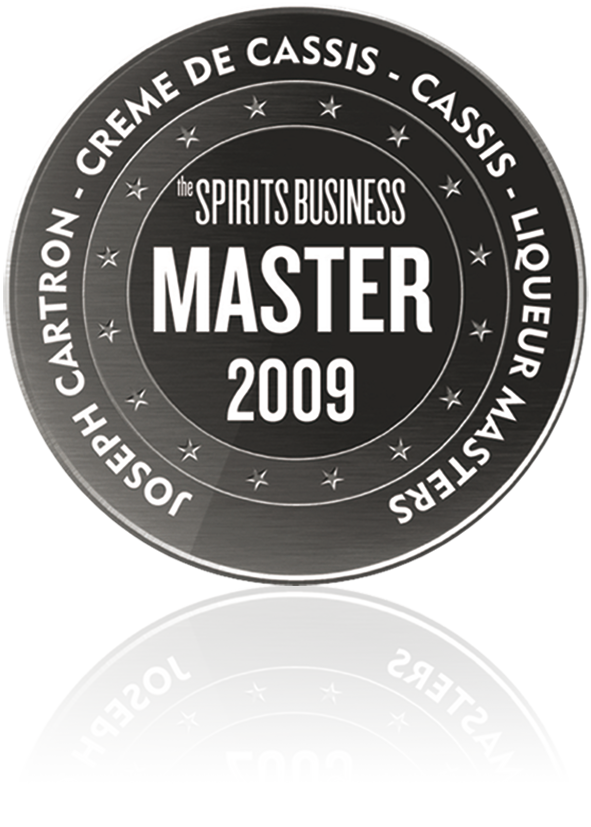 JOSEPH CARTRON - CREME DE CASSIS - CASSIS - LIQUEUR MASTERS
the SPIRITS BUSINESS
MASTER
2009